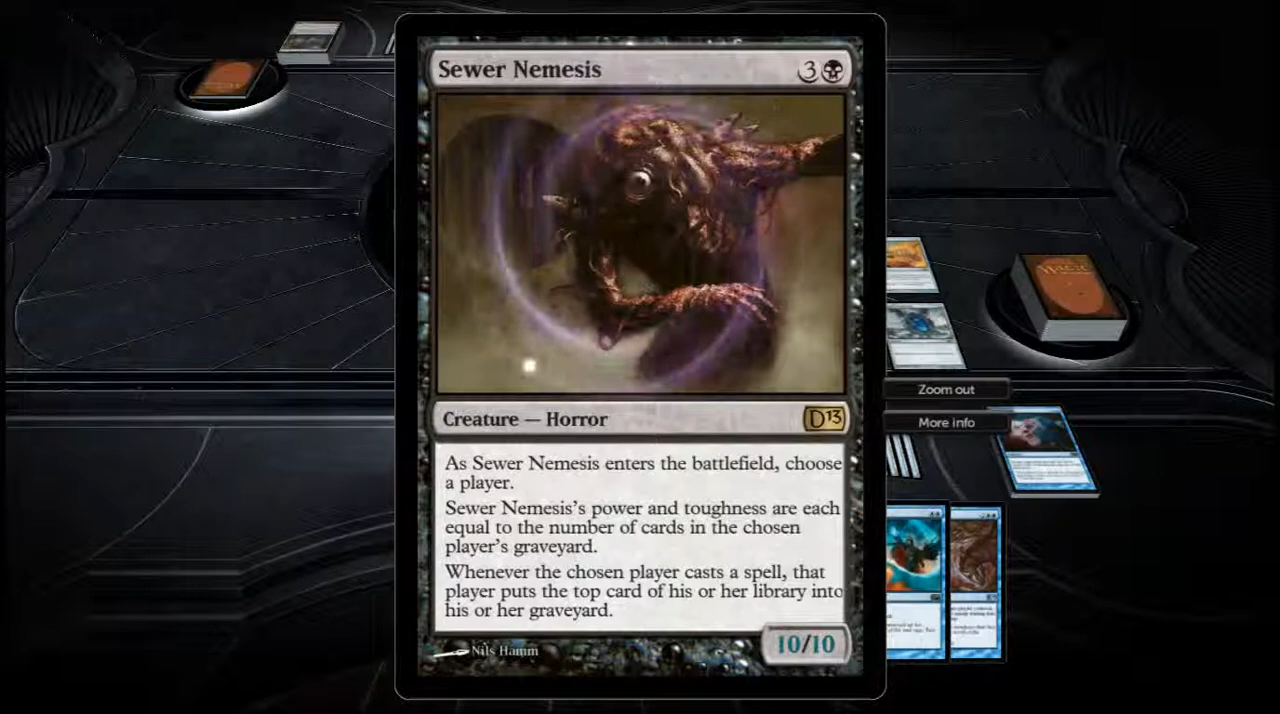 Sewer Nemesis 3
Zoom out
More info
Creature — Horror D13
As Sewer Nemesis enters the battlefield, choose
a player.
Sewer Nemesis's power and toughness are each
equal to the number of cards in the chosen
player's graveyard.
Whenever the chosen player casts a spell, that
player puts the top card of his or her library into
his or her graveyard.
10/10
Nils Hamm